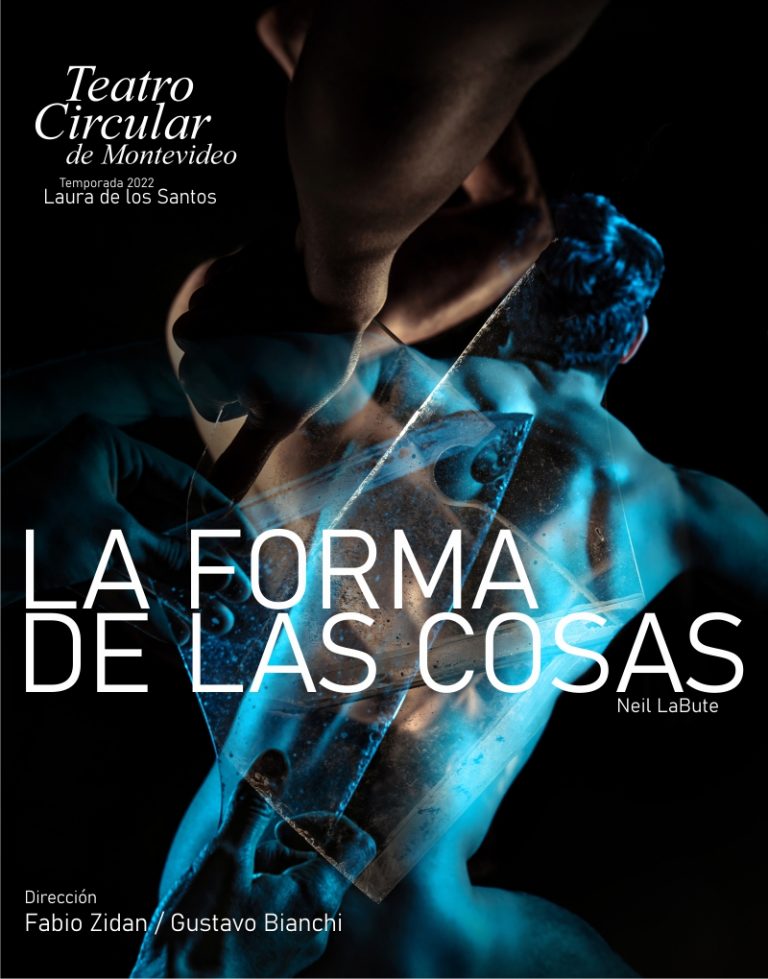 Teatro
Circular
de Montevideo
Temporada 2022
Laura de los Santos
LA FORMA
DE LAS COSAS
Neil LaBute
Dirección
Fabio Zidan / Gustavo Bianchi